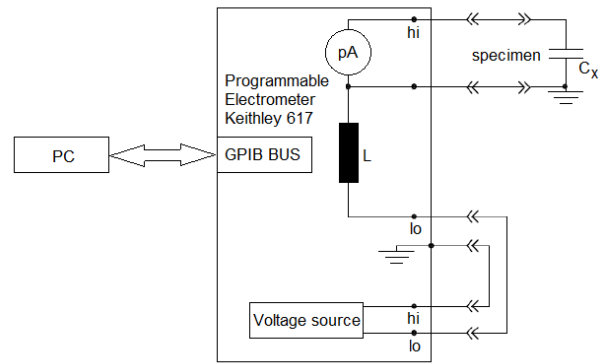 hi
pA
specimen
Cx
Programmable
Electrometer
Keithley 617
PC
GPIB BUS
L
lo
Voltage source
hi
lo